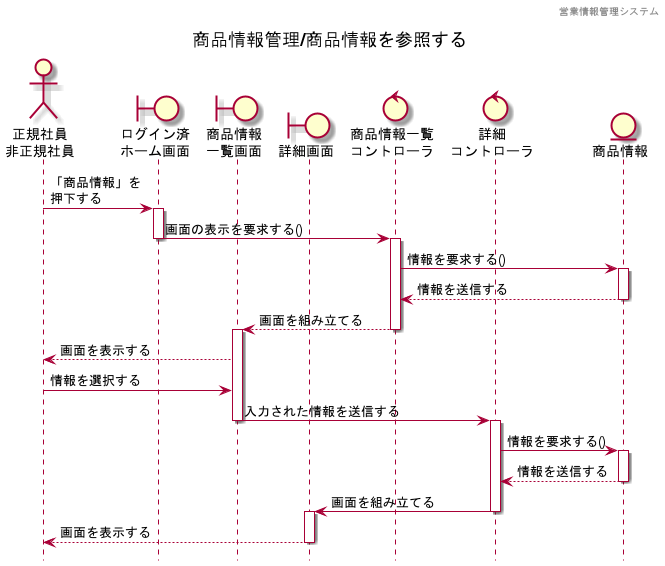 営業情報管理システム
商品情報管理/商品情報を参照する
正規社員
非正規社員
ログイン済
ホーム画面
商品情報
一覧画面
詳細画面
商品情報一覧
コントローラ
詳細
コントローラ
商品情報
「商品情報」を
押下する
画面の表示を要求する()
情報を要求する()
情報を送信する
画面を組み立てる
画面を表示する
情報を選択する
入力された情報を送信する
情報を要求する()
情報を送信する
画面を組み立てる
画面を表示する